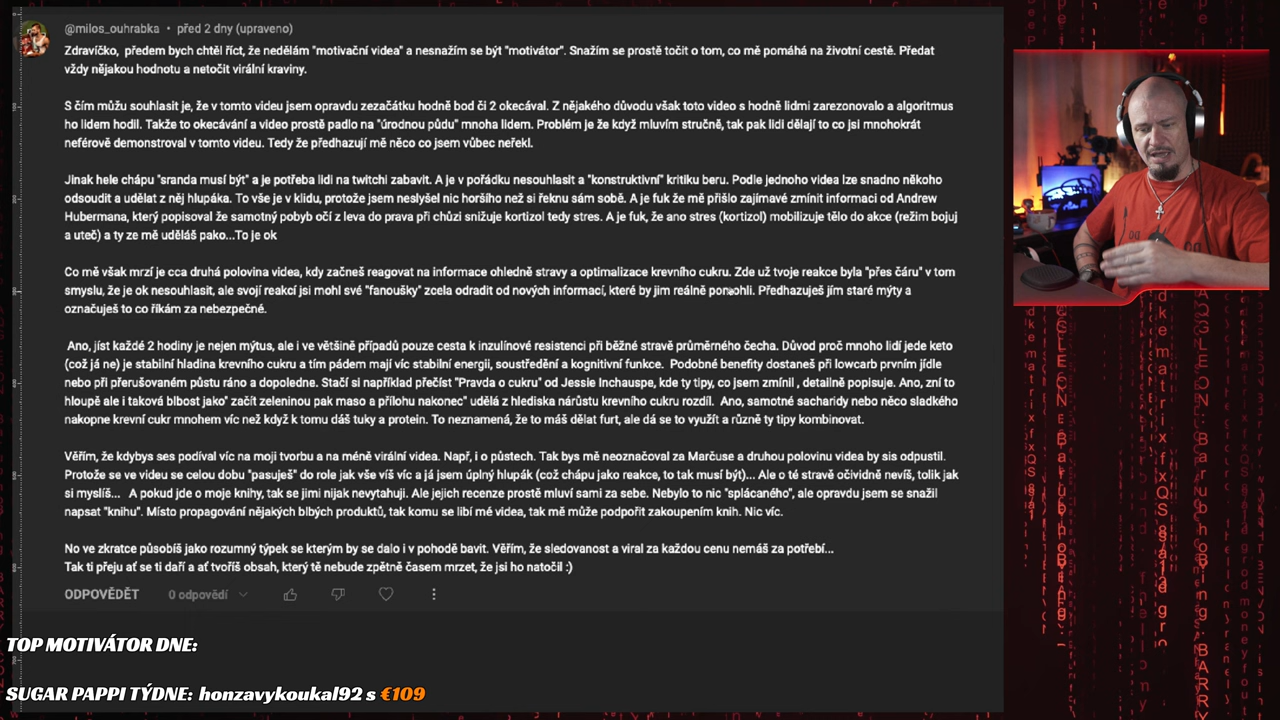 @milos_ouhrabka • před 2 dny (upraveno)
Zdravíčko, předem bych chtěl říct, že nedělám "motivační videa" a nesnažím se být "motivátor". Snažím se prostě točit o tom, co mě pomáhá na životní cestě. Předat
vždy nějakou hodnotu a netočit virální kraviny.
S čím můžu souhlasit je, že v tomto videu jsem opravdu zezačátku hodně bod či 2 okecával. Z nějakého důvodu však toto video s hodně lidmi zarezonovalo a algoritmus
ho lidem hodil. Takže to okecávání a video prostě padlo na "úrodnou půdu" mnoha lidem. Problém je že když mluvím stručně, tak pak lidi dělají to co jsi mnohokrát
neférově demonstroval v tomto videu. Tedy že předhazují mě něco co jsem vůbec neřekl.
Jinak hele chápu "sranda musí být" a je potřeba lidi na twitchi zabavit. A je v pořádku nesouhlasit a "konstruktivní" kritiku beru. Podle jednoho videa lze snadno někoho
odsoudit a udělat z něj hlupáka. To vše je v klidu, protože jsem neslyšel nic horšího než si řeknu sám sobě. A je fuk že mě přišlo zajímavé zmínit informaci od Andrew
Hubermana, který popisoval že samotný pobyb očí z leva do prava při chůzi snižuje kortizol tedy stres. A je fuk, že ano stres (kortizol) mobilizuje tělo do akce (režim bojuj
a uteč) a ty ze mě uděláš pako...To je ok
Co mě však mrzí je cca druhá polovina videa, kdy začneš reagovat na informace ohledně stravy a optimalizace krevního cukru. Zde už tvoje reakce byla "přes čáru" v tom
smyslu, že je ok nesouhlasit, ale svojí reakcí jsi mohl své "fanoušky" zcela odradit od nových informací, které by jim reálně pomohli. Předhazuješ jím staré mýty a
označuješ to co říkám za nebezpečné.
Ano, jíst každé 2 hodiny je nejen mýtus, ale i ve většině případů pouze cesta k inzulínové resistenci při běžné stravě průměrného čecha. Důvod proč mnoho lidí jede keto
(což já ne) je stabilní hladina krevního cukru a tím pádem mají víc stabilní energii, soustředění a kognitivní funkce. Podobné benefity dostaneš při lowcarb prvním jídle
nebo při přerušovaném půstu ráno a dopoledne. Stačí si například přečíst "Pravda o cukru" od Jessie Inchauspe, kde ty tipy, co jsem zmínil , detailně popisuje. Ano, zní to
hloupě ale i taková blbost jako" začít zeleninou pak maso a přílohu nakonec" udělá z hlediska nárůstu krevního cukru rozdíl. Ano, samotné sacharidy nebo něco sladkého
nakopne krevní cukr mnohem víc než když k tomu dáš tuky a protein. To neznamená, že to máš dělat furt, ale dá se to využít a různě ty tipy kombinovat.
Věřím, že kdybys ses podíval víc na moji tvorbu a na méně virální videa. Např, i o půstech. Tak bys mě neoznačoval za Marčuse a druhou polovinu videa by sis odpustil.
Protože se ve videu se celou dobu "pasuješ" do role jak vše víš víc a já jsem úplný hlupák (což chápu jako reakce, to tak musí být)... Ale o té stravě očividně nevíš, tolik jak
si myslíš... A pokud jde o moje knihy, tak se jimi nijak nevytahuji. Ale jejich recenze prostě mluví sami za sebe. Nebylo to nic "splácaného", ale opravdu jsem se snažil
napsat "knihu". Místo propagování nějakých blbých produktů, tak komu se libí mé videa, tak mě může podpořit zakoupením knih. Nic víc.
No ve zkratce působíš jako rozumný týpek se kterým by se dalo i v pohodě bavit. Věřím, že sledovanost a viral za každou cenu nemáš za potřebí...
Tak ti přeju ať se ti daří a ať tvoříš obsah, který tě nebude zpětně časem mrzet, že jsi ho natočil :)
ODPOVĚDĚT 0 odpovědí
TOP MOTIVÁTOR DNE:
SUGAR PAPPI TÝDNE: honzavykoukal92 s €109